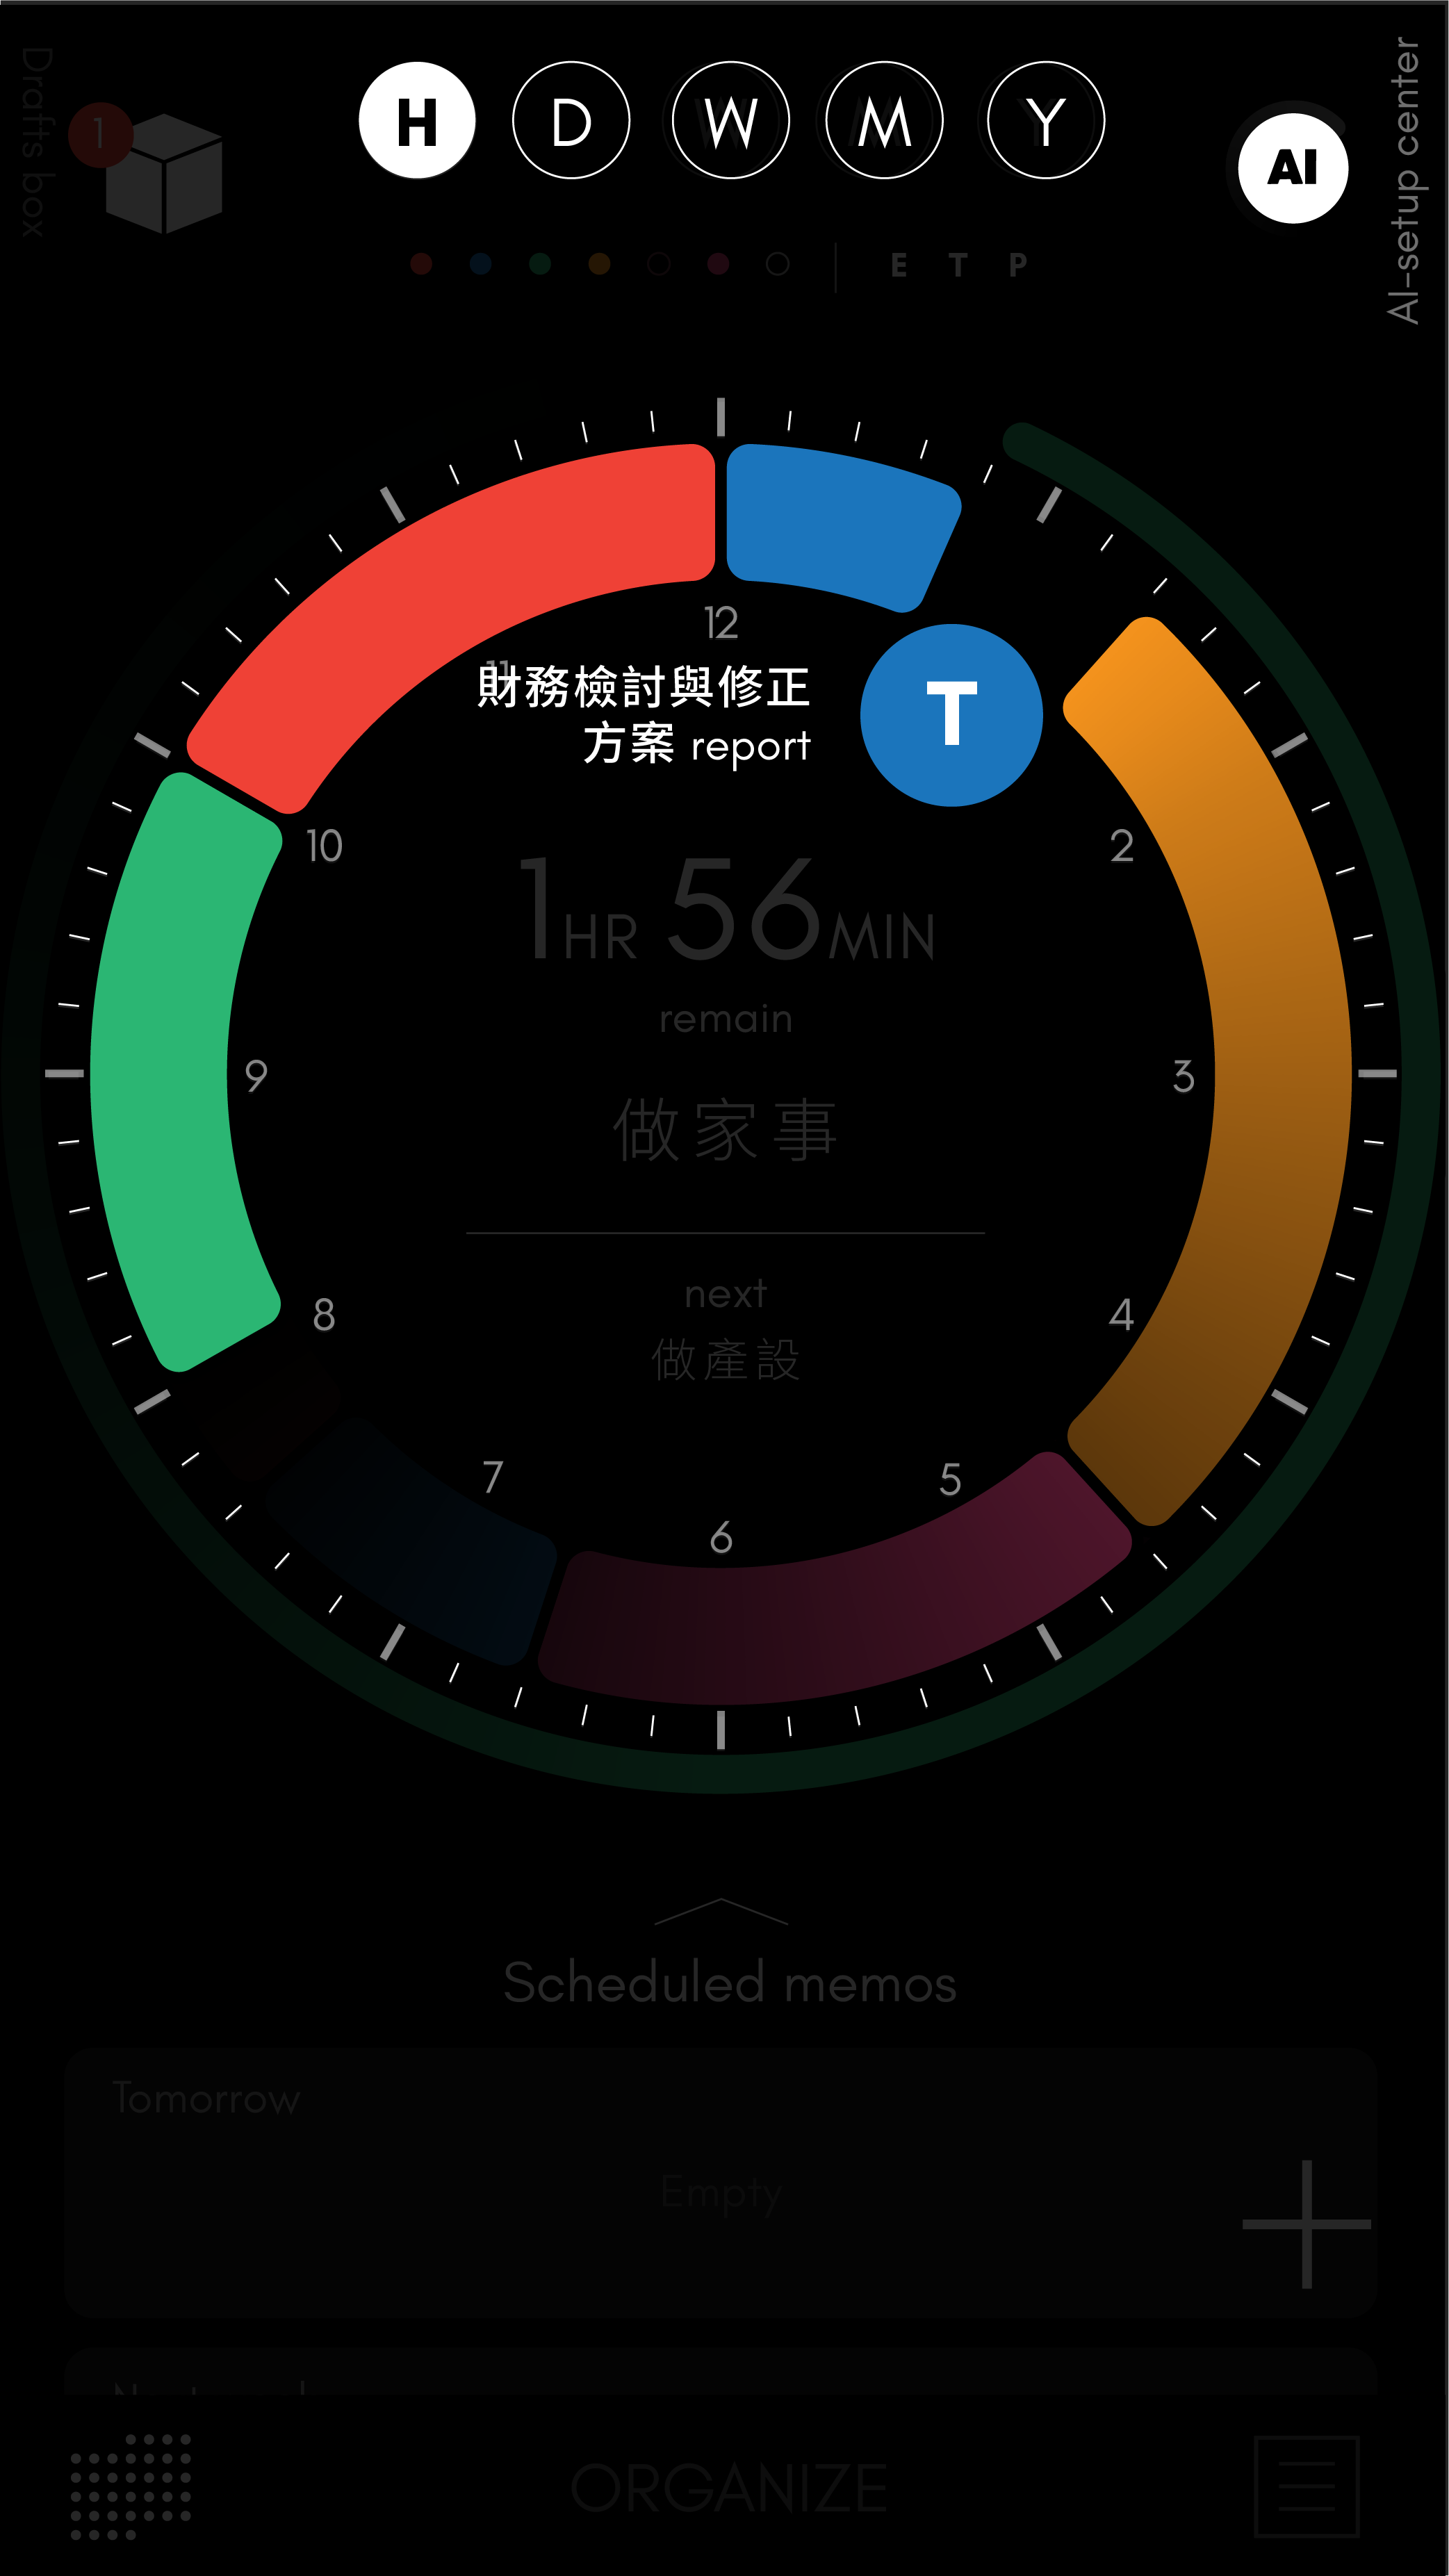 Drafts box
1
H D W M Y
AI
AI-setup center
E T P
12
11
財務檢討與修正
方案 report
T
10
2
1HR 56MIN
remain
9
3
做家事
next
8
4
做產設
7
5
6
Scheduled memos
Tomorrow
Empty
ORGANIZE